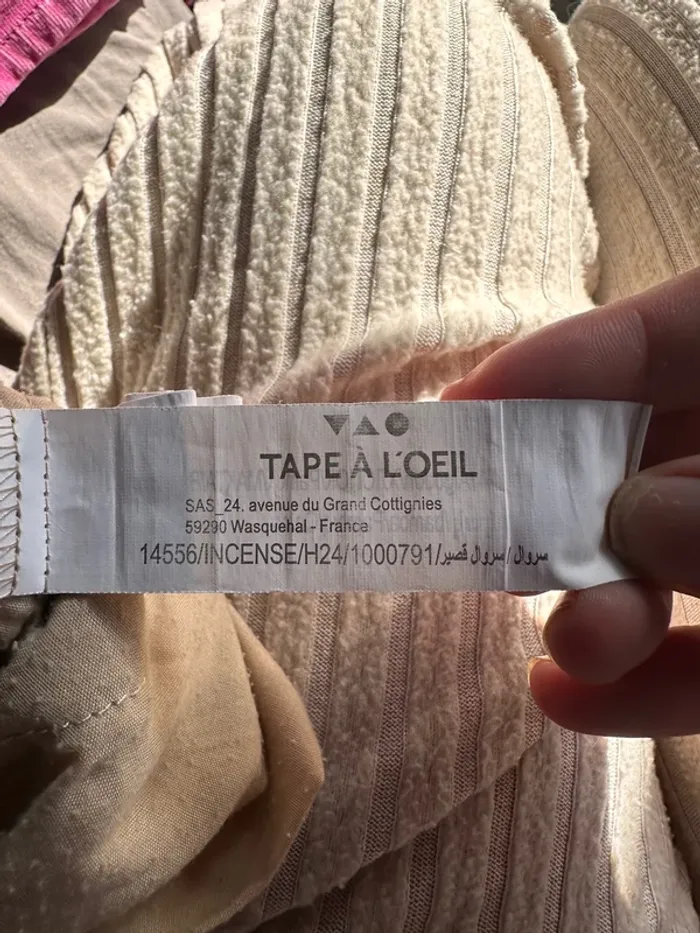 TAPE À L'OEIL
SAS_24. avenue du Grand Cottignies
59290 Wasquehal - France
14556/INCENSE/H24/1000791/سروال / سروال قصير